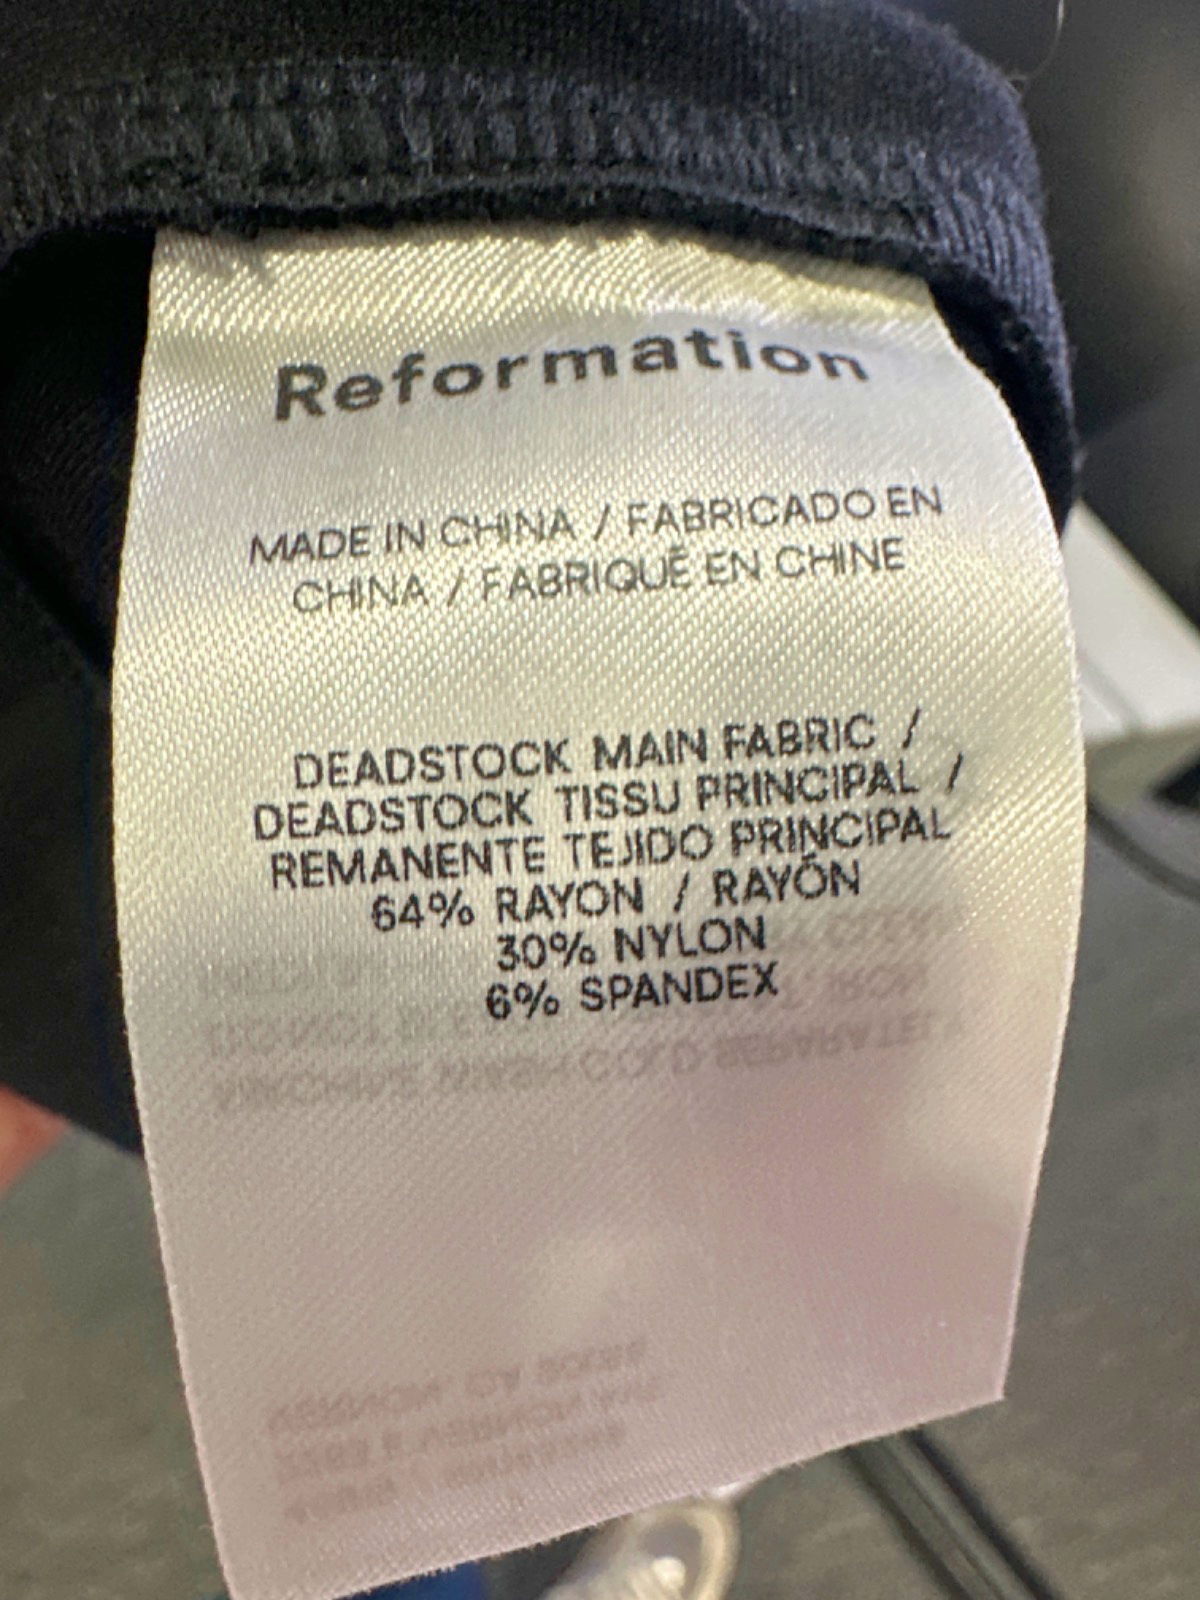 Reformation
MADE IN CHINA / FABRICADO EN
CHINA / FABRIQUÉ EN CHINE
DEADSTOCK MAIN FABRIC /
DEADSTOCK TISSU PRINCIPAL /
REMANENTE TEJIDO PRINCIPAL
64% RAYON / RAYÓN
30% NYLON
6% SPANDEX